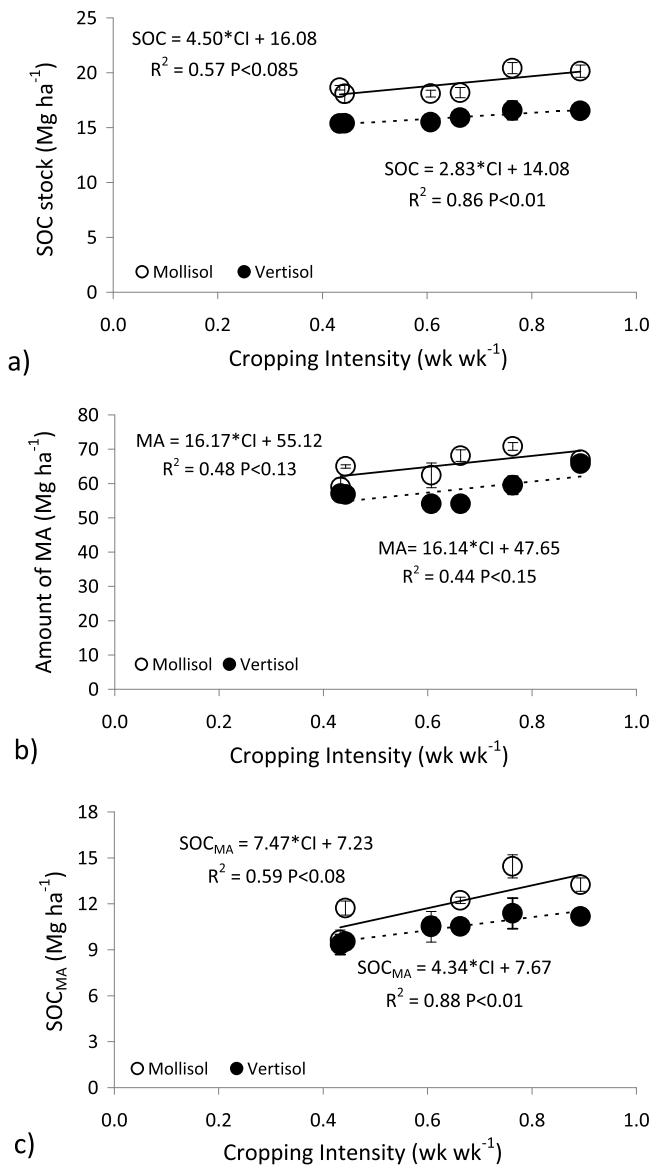 25
SOC = 4.50*CI + 16.08
R² = 0.57 P<0.085
20
15
SOC = 2.83*CI + 14.08
R² = 0.86 P<0.01
10
5
Mollisol Vertisol
0
0.0 0.2 0.4 0.6 0.8 1.0
SOC stock (Mg ha⁻¹)
Cropping Intensity (wk wk⁻¹)
a)
80
MA = 16.17*CI + 55.12
70
R² = 0.48 P<0.13
60
50
MA= 16.14*CI + 47.65
40
R² = 0.44 P<0.15
30
20
10
Mollisol Vertisol
0
0.0 0.2 0.4 0.6 0.8 1.0
Amount of MA (Mg ha⁻¹)
Cropping Intensity (wk wk⁻¹)
b)
18
SOC_MA = 7.47*CI + 7.23
15
R² = 0.59 P<0.08
12
9
SOC_MA = 4.34*CI + 7.67
6
R² = 0.88 P<0.01
3
Mollisol Vertisol
0
0.0 0.2 0.4 0.6 0.8 1.0
SOC_MA (Mg ha⁻¹)
Cropping Intensity (wk wk⁻¹)
c)